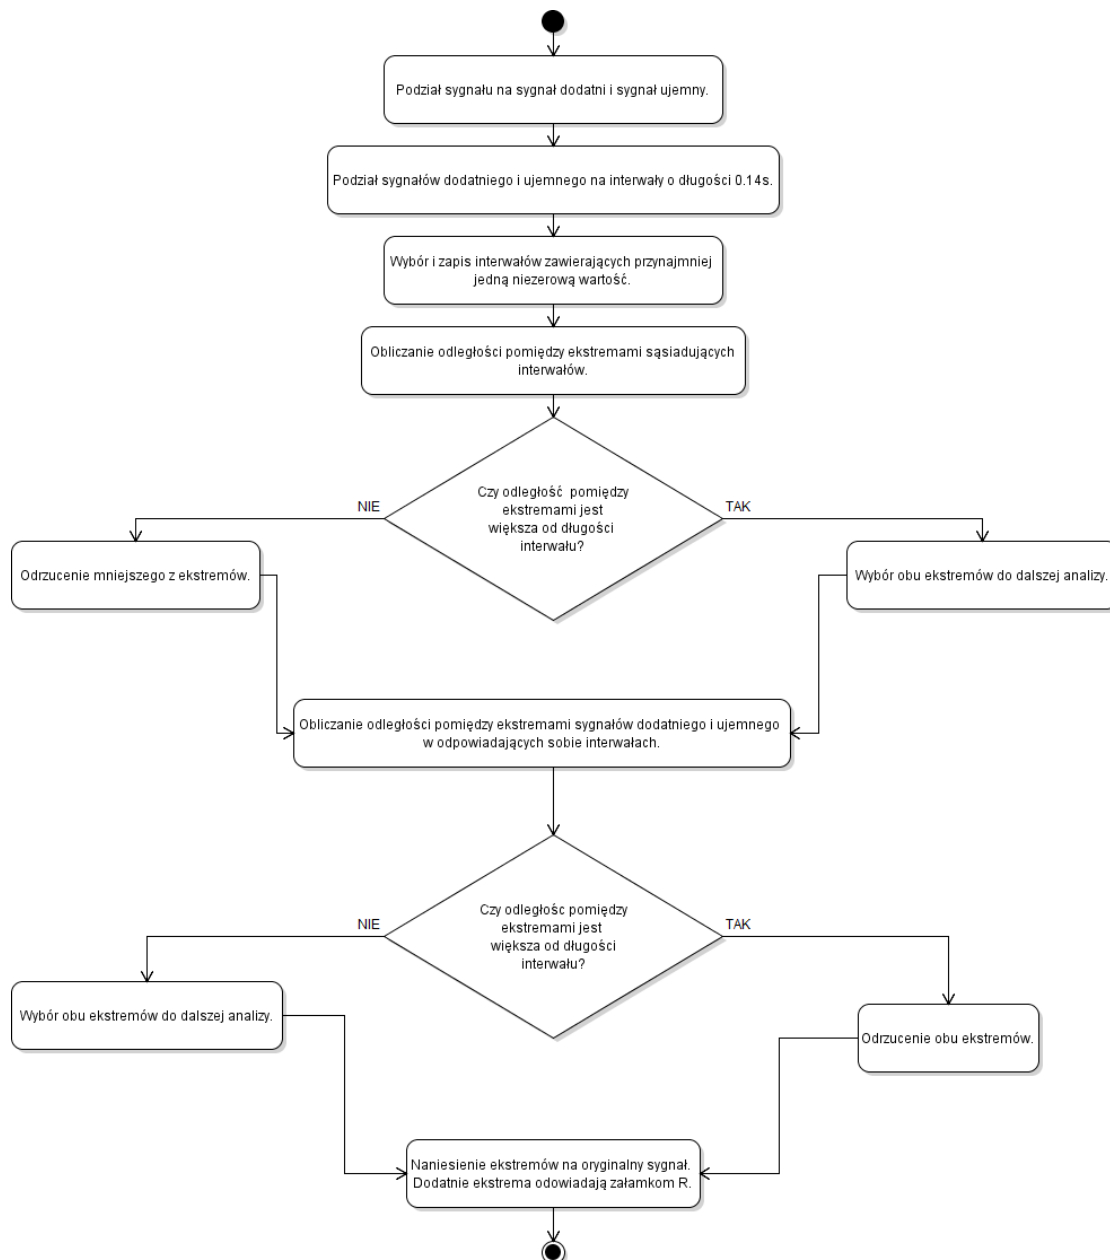 Podział sygnału na sygnał dodatni i sygnał ujemny.
Podział sygnałów dodatniego i ujemnego na interwały o długości 0.14s.
Wybór i zapis interwałów zawierających przynajmniej
jedną niezerową wartość.
Obliczanie odległości pomiędzy ekstremami sąsiadujących
interwałów.
Czy odległość pomiędzy
ekstremami jest
większa od długości
interwału?
NIE
TAK
Odrzucenie mniejszego z ekstremów.
Wybór obu ekstremów do dalszej analizy.
Obliczanie odległości pomiędzy ekstremami sygnałów dodatniego i ujemnego
w odpowiadających sobie interwałach.
Czy odległośc pomiędzy
ekstremami jest
większa od długości
interwału?
NIE
TAK
Wybór obu ekstremów do dalszej analizy.
Odrzucenie obu ekstremów.
Naniesienie ekstremów na oryginalny sygnał.
Dodatnie ekstrema odowiadają załamkom R.